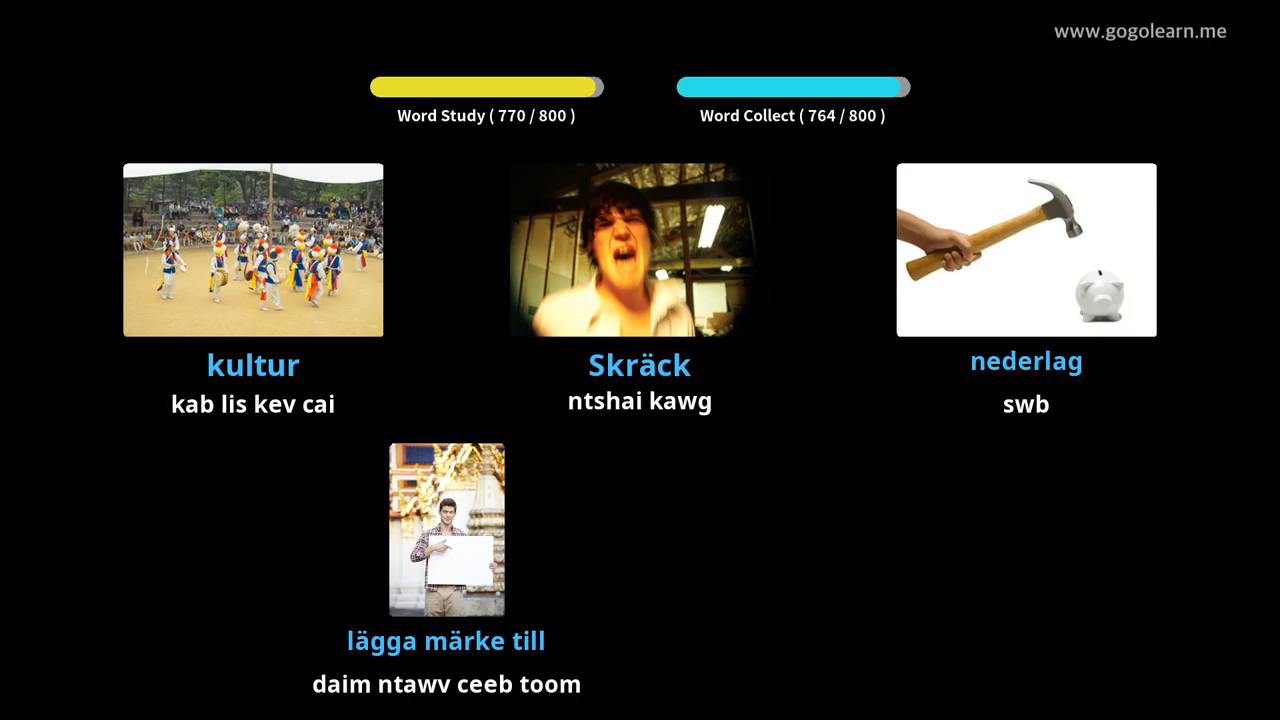 www.gogolearn.me
Word Study ( 770 / 800 )
Word Collect ( 764 / 800 )
kultur
kab lis kev cai
Skräck
ntshai kawg
nederlag
swb
lägga märke till
daim ntawv ceeb toom